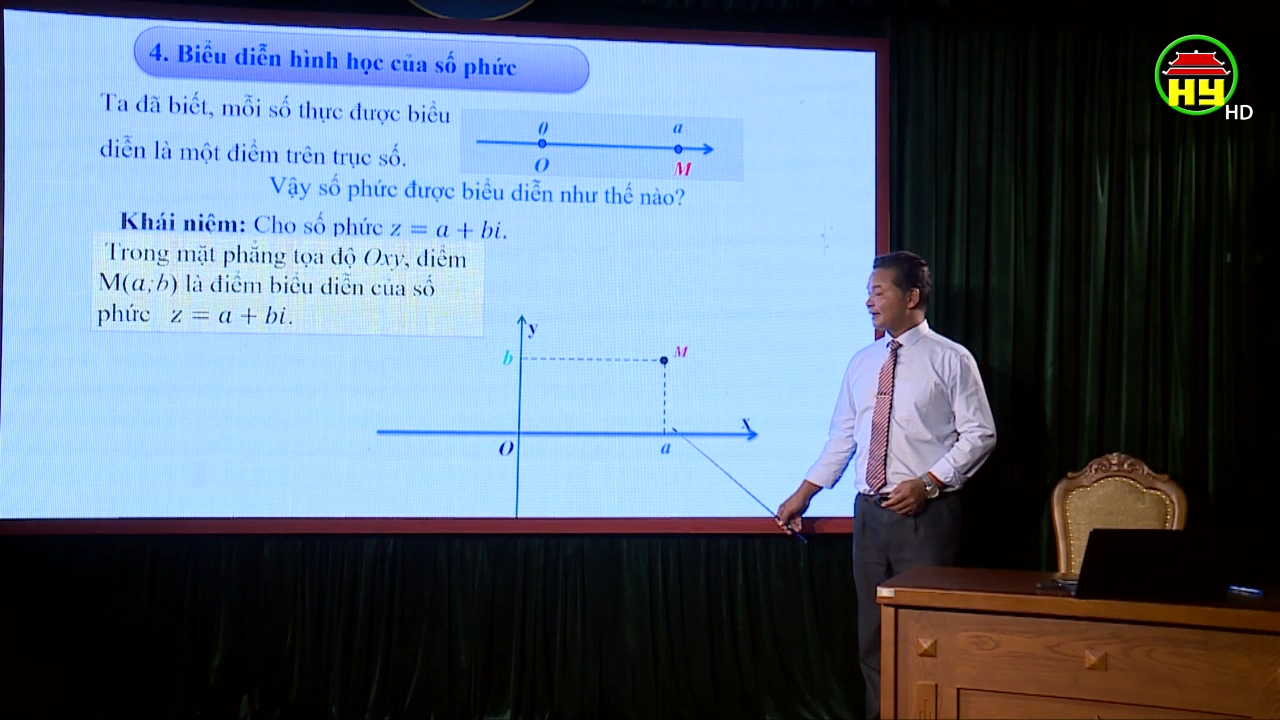 4. Biểu diễn hình học của số phức
Ta đã biết, mỗi số thực được biểu
diễn là một điểm trên trục số.
0 a
O M
Vậy số phức được biểu diễn như thế nào?
Khái niệm: Cho số phức z = a + bi.
Trong mặt phẳng tọa độ Oxy, điểm
M(a;b) là điểm biểu diễn của số
phức z = a + bi.
y
b M
x
O a
HY
HD